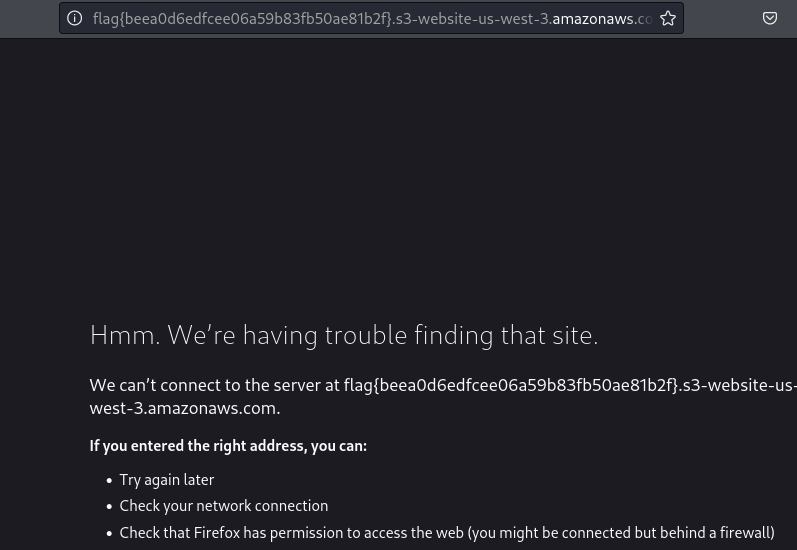 flag{beea0d6edfcee06a59b83fb50ae81b2f}.s3-website-us-west-3.amazonaws.co
Hmm. We're having trouble finding that site.
We can't connect to the server at flag{beea0d6edfcee06a59b83fb50ae81b2f}.s3-website-us-
west-3.amazonaws.com.
If you entered the right address, you can:
• Try again later
• Check your network connection
• Check that Firefox has permission to access the web (you might be connected but behind a firewall)